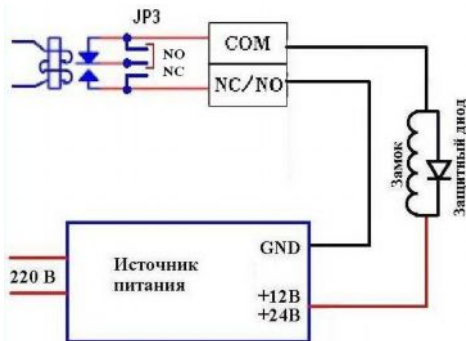 JP3
NO
NC
COM
NC/NO
Замок
Защитный диод
GND
220 В
Источник
питания
+12В
+24В